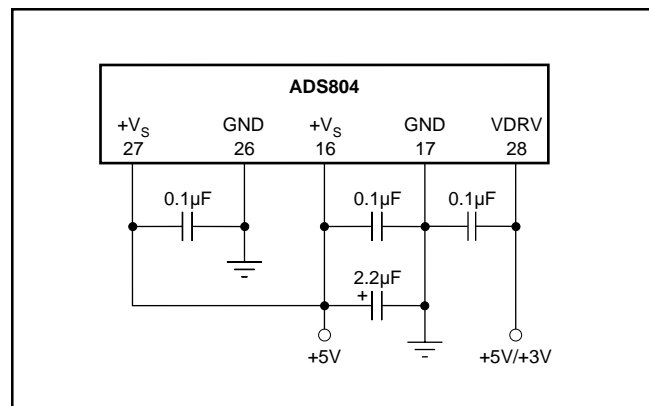 ADS804
+VS GND +VS GND VDRV
27 26 16 17 28
0.1µF 0.1µF 0.1µF
2.2µF
+
+5V +5V/+3V